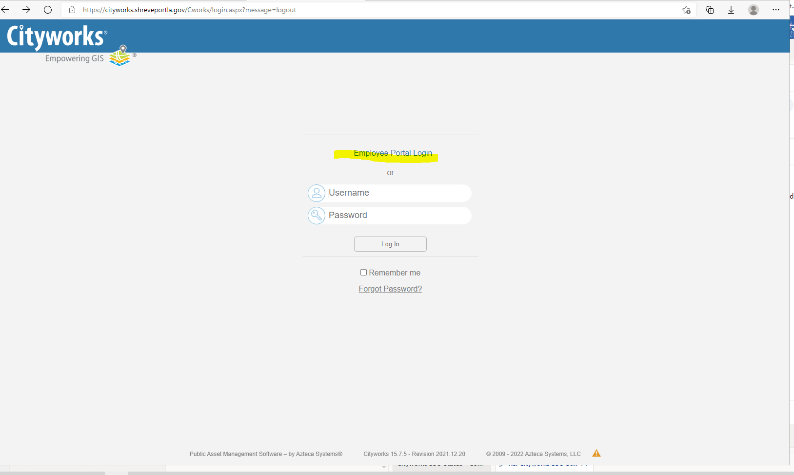 https://cityworks.shreveportla.gov/Cworks/login.aspx?message=logout
Cityworks®
Empowering GIS ®
Employee Portal Login
or
Username
Password
Log In
Remember me
Forgot Password?
Public Asset Management Software – by Azteca Systems® Cityworks 15.7.5 - Revision 2021.12.20 © 2009 - 2022 Azteca Systems, LLC